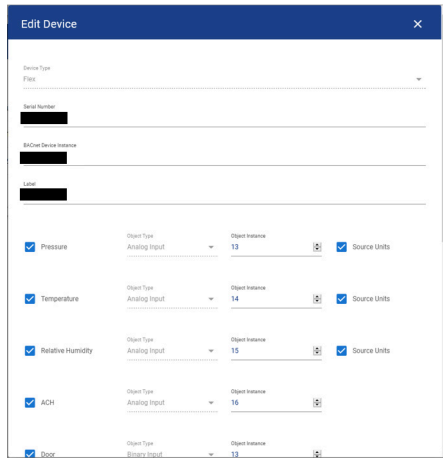 Edit Device ×
Device Type
Flex
Serial Number
BACnet Device Instance
Label
Object Type Object Instance
Pressure Analog Input 13 Source Units
Object Type Object Instance
Temperature Analog Input 14 Source Units
Object Type Object Instance
Relative Humidity Analog Input 15 Source Units
Object Type Object Instance
ACH Analog Input 16
Object Type Object Instance
Door Binary Input 13